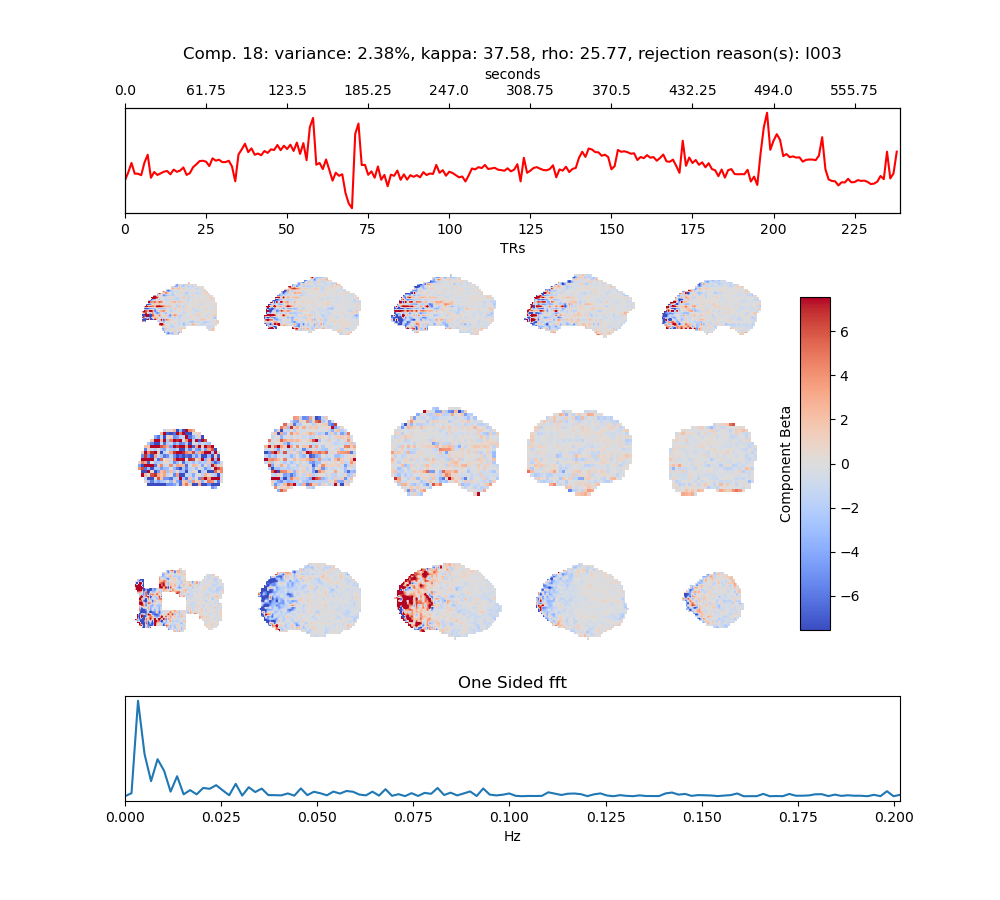 Comp. 18: variance: 2.38%, kappa: 37.58, rho: 25.77, rejection reason(s): I003
seconds
0.0 61.75 123.5 185.25 247.0 308.75 370.5 432.25 494.0 555.75
0 25 50 75 100 125 150 175 200 225
TRs
6
4
2
0
−2
−4
−6
Component Beta
One Sided fft
0.000 0.025 0.050 0.075 0.100 0.125 0.150 0.175 0.200
Hz